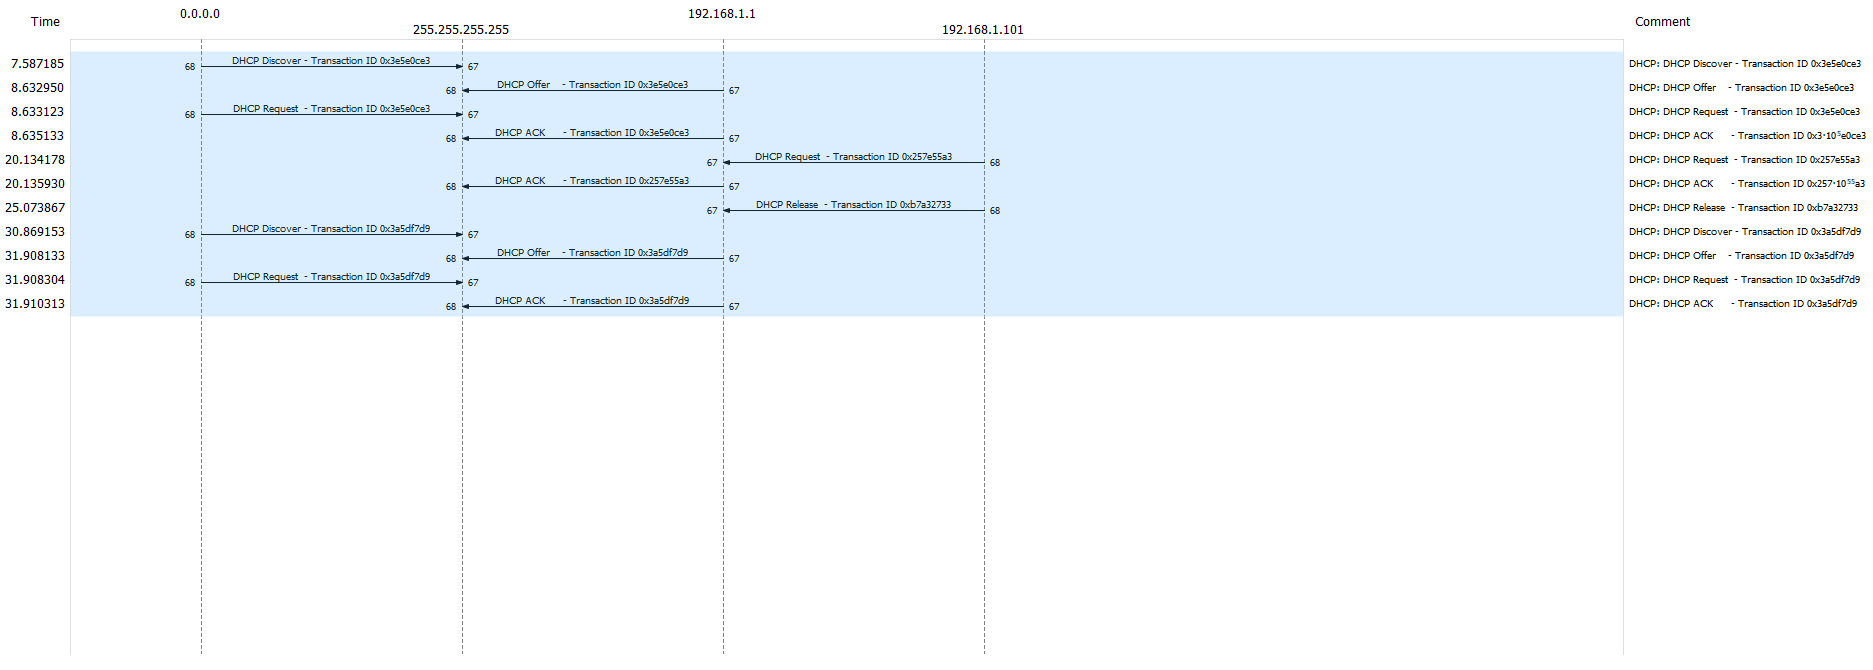 Time 0.0.0.0 192.168.1.1 Comment
255.255.255.255 192.168.1.101
7.587185 68 DHCP Discover - Transaction ID 0x3e5e0ce3 67 DHCP: DHCP Discover - Transaction ID 0x3e5e0ce3
8.632950 68 DHCP Offer - Transaction ID 0x3e5e0ce3 67 DHCP: DHCP Offer - Transaction ID 0x3e5e0ce3
8.633123 68 DHCP Request - Transaction ID 0x3e5e0ce3 67 DHCP: DHCP Request - Transaction ID 0x3e5e0ce3
8.635133 68 DHCP ACK - Transaction ID 0x3e5e0ce3 67 DHCP: DHCP ACK - Transaction ID 0x3·10⁵e0ce3
20.134178 67 DHCP Request - Transaction ID 0x257e55a3 68 DHCP: DHCP Request - Transaction ID 0x257e55a3
20.135930 68 DHCP ACK - Transaction ID 0x257e55a3 67 DHCP: DHCP ACK - Transaction ID 0x257·10⁵⁵a3
25.073867 67 DHCP Release - Transaction ID 0xb7a32733 68 DHCP: DHCP Release - Transaction ID 0xb7a32733
30.869153 68 DHCP Discover - Transaction ID 0x3a5df7d9 67 DHCP: DHCP Discover - Transaction ID 0x3a5df7d9
31.908133 68 DHCP Offer - Transaction ID 0x3a5df7d9 67 DHCP: DHCP Offer - Transaction ID 0x3a5df7d9
31.908304 68 DHCP Request - Transaction ID 0x3a5df7d9 67 DHCP: DHCP Request - Transaction ID 0x3a5df7d9
31.910313 68 DHCP ACK - Transaction ID 0x3a5df7d9 67 DHCP: DHCP ACK - Transaction ID 0x3a5df7d9